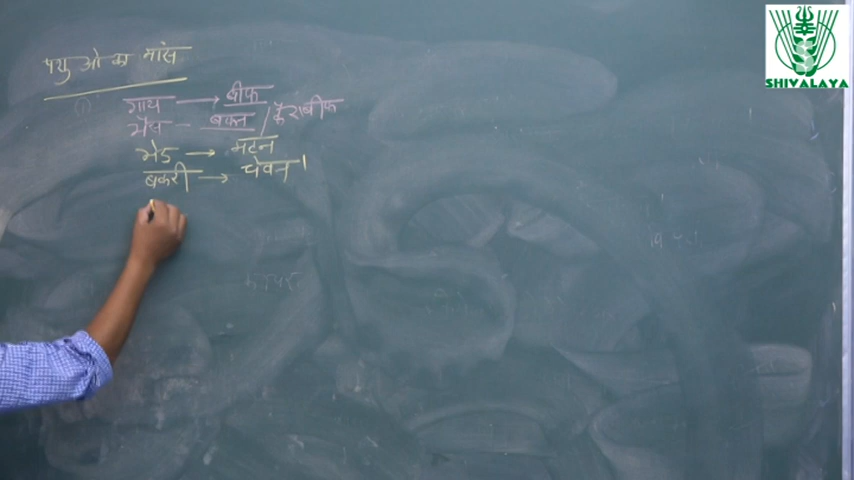 पशु ओ का मांस
गाय → बीफ
भैंस — बफन / कैराबीफ
भेड → मटन
बकरी → चेवन।
SHIVALAYA